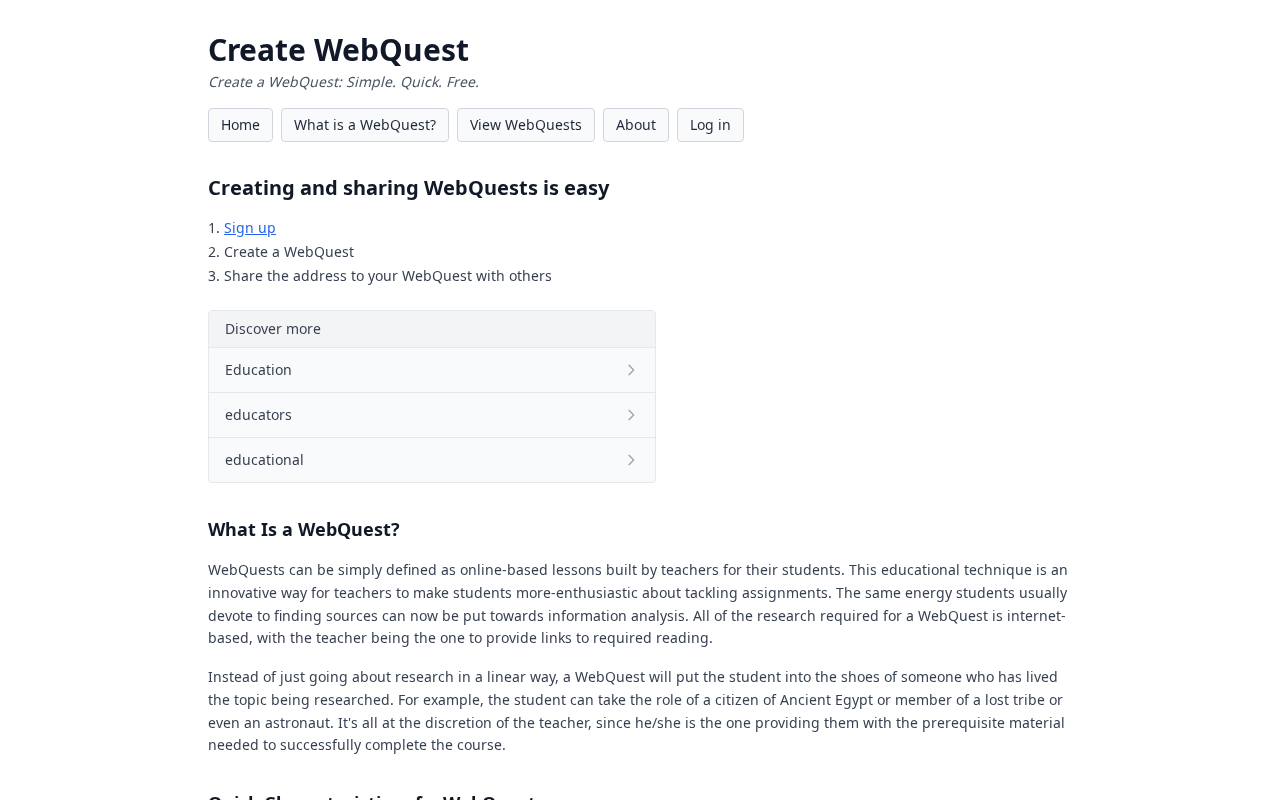 Create WebQuest
Create a WebQuest: Simple. Quick. Free.
Home
What is a WebQuest?
View WebQuests
About
Log in
Creating and sharing WebQuests is easy
1. Sign up
2. Create a WebQuest
3. Share the address to your WebQuest with others
Discover more
Education
educators
educational
What Is a WebQuest?
WebQuests can be simply defined as online-based lessons built by teachers for their students. This educational technique is an
innovative way for teachers to make students more-enthusiastic about tackling assignments. The same energy students usually
devote to finding sources can now be put towards information analysis. All of the research required for a WebQuest is internet-
based, with the teacher being the one to provide links to required reading.
Instead of just going about research in a linear way, a WebQuest will put the student into the shoes of someone who has lived
the topic being researched. For example, the student can take the role of a citizen of Ancient Egypt or member of a lost tribe or
even an astronaut. It's all at the discretion of the teacher, since he/she is the one providing them with the prerequisite material
needed to successfully complete the course.